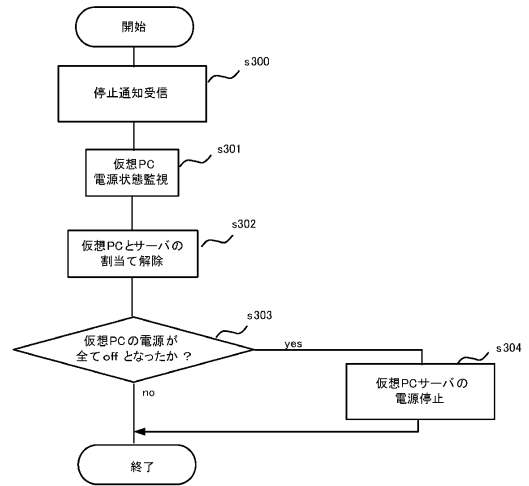 開始
停止通知受信
s300
仮想PC
電源状態監視
s301
仮想PCとサーバの
割当て解除
s302
仮想PCの電源が
全てoffとなったか？
s303
yes
no
仮想PCサーバの
電源停止
s304
終了